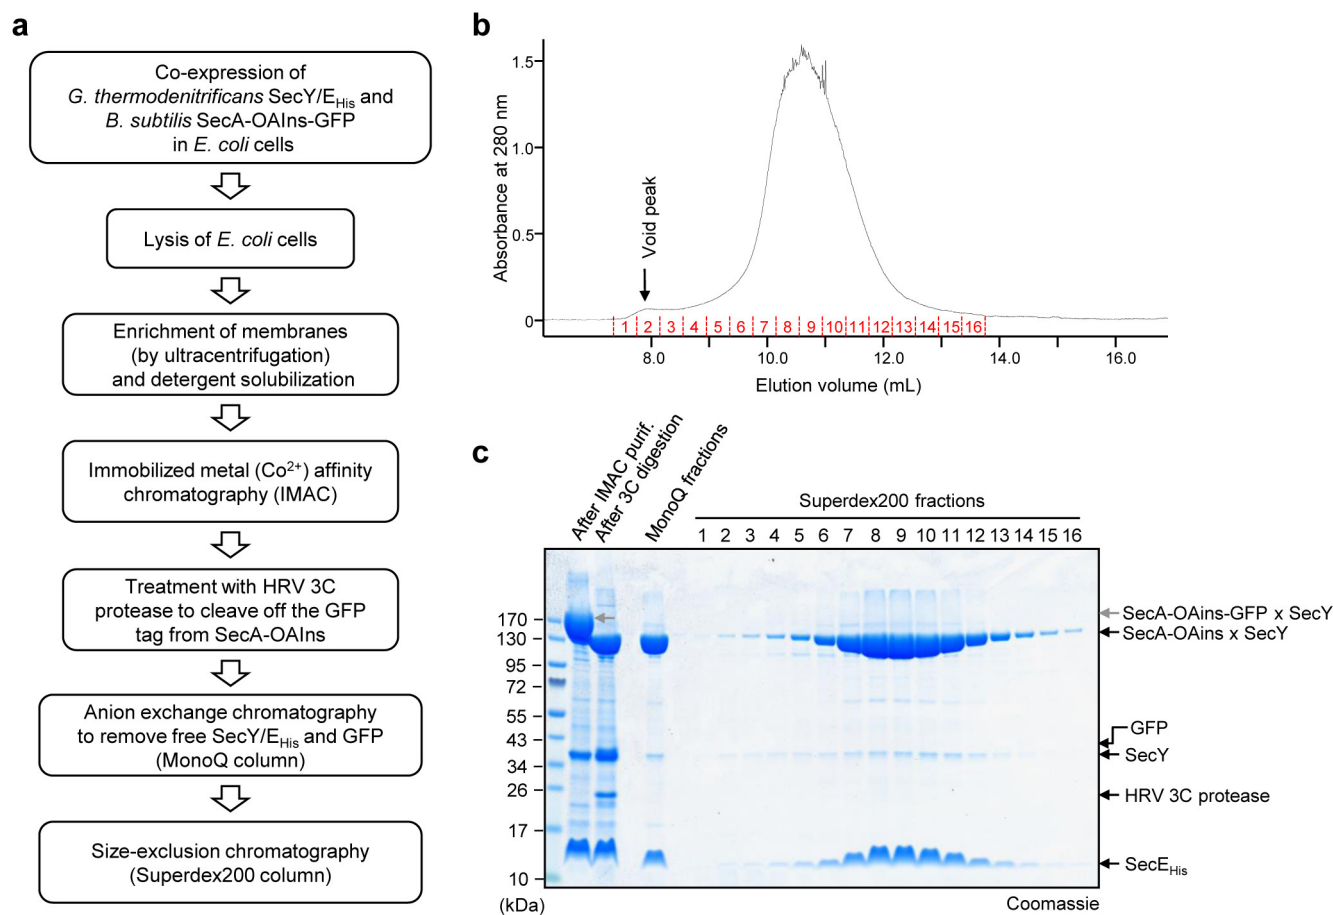 a
Co-expression of
G. thermodenitrificans SecY/EHis and
B. subtilis SecA-OAIns-GFP
in E. coli cells
Lysis of E. coli cells
Enrichment of membranes
(by ultracentrifugation)
and detergent solubilization
Immobilized metal (Co2+) affinity
chromatography (IMAC)
Treatment with HRV 3C
protease to cleave off the GFP
tag from SecA-OAIns
Anion exchange chromatography
to remove free SecY/EHis and GFP
(MonoQ column)
Size-exclusion chromatography
(Superdex200 column)
b
Absorbance at 280 nm
1.5
1.0
0.5
0
Void peak
1 2 3 4 5 6 7 8 9 10 11 12 13 14 15 16
8.0 10.0 12.0 14.0 16.0
Elution volume (mL)
c
After IMAC purif.
After 3C digestion
MonoQ fractions
Superdex200 fractions
1 2 3 4 5 6 7 8 9 10 11 12 13 14 15 16
170
130
95
72
55
43
34
26
17
10
(kDa)
SecA-OAins-GFP x SecY
SecA-OAins x SecY
GFP
SecY
HRV 3C protease
SecEHis
Coomassie